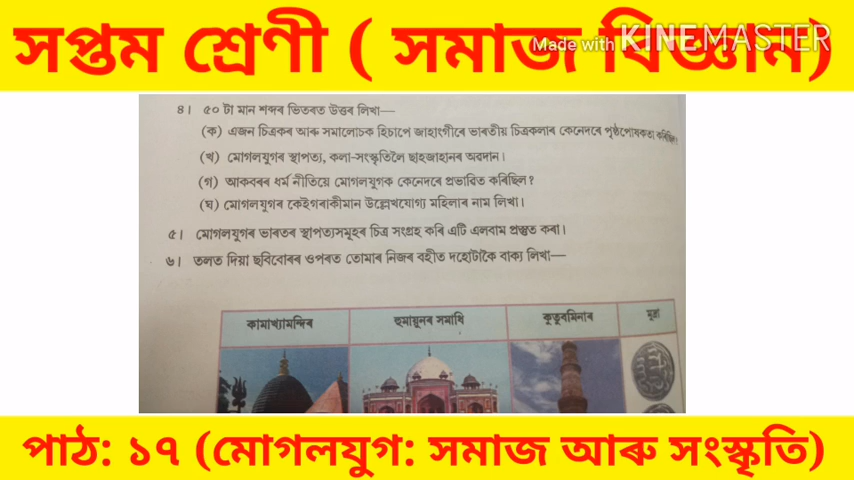 সপ্তম শ্ৰেণী ( সমাজ বিজ্ঞান)
Made with KINEMASTER
৪। ৫০ টা মান শব্দৰ ভিতৰত উত্তৰ লিখা—
(ক) এজন চিত্ৰকৰ আৰু সমালোচক হিচাপে জাহাংগীৰে ভাৰতীয় চিত্ৰকলাৰ কেনেদৰে পৃষ্ঠপোষকতা কৰিছিল?
(খ) মোগলযুগৰ স্থাপত্য, কলা-সংস্কৃতিলৈ ছাহজাহানৰ অৱদান।
(গ) আকবৰৰ ধৰ্ম নীতিয়ে মোগলযুগক কেনেদৰে প্ৰভাৱিত কৰিছিল?
(ঘ) মোগলযুগৰ কেইগৰাকীমান উল্লেখযোগ্য মহিলাৰ নাম লিখা।
৫। মোগলযুগৰ ভাৰতৰ স্থাপত্যসমূহৰ চিত্ৰ সংগ্ৰহ কৰি এটি এলবাম প্ৰস্তুত কৰা।
৬। তলত দিয়া ছবিবোৰৰ ওপৰত তোমাৰ নিজৰ বহীত দহোটাকৈ বাক্য লিখা—
কামাখ্যামন্দিৰ হুমায়ূনৰ সমাধি কুতুবমিনাৰ মুদ্ৰা
পাঠ: ১৭ (মোগলযুগ: সমাজ আৰু সংস্কৃতি)